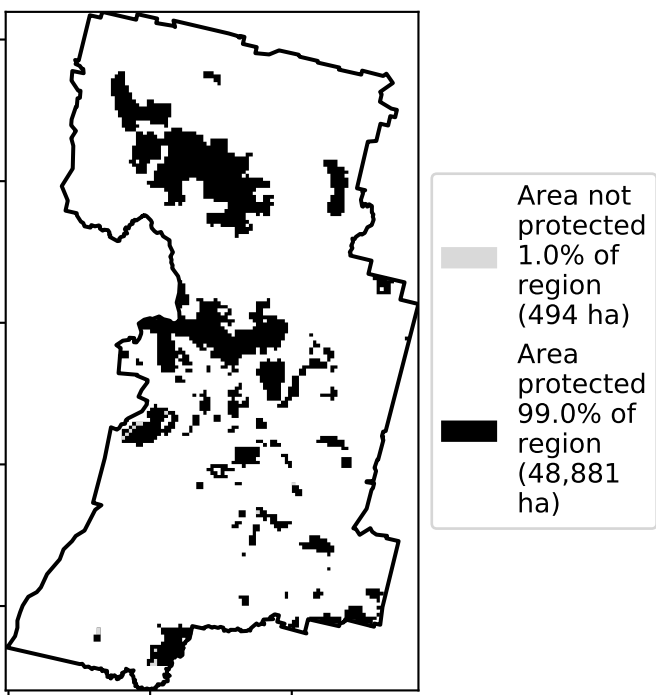 Area not
protected
1.0% of
region
(494 ha)
Area
protected
99.0% of
region
(48,881
ha)